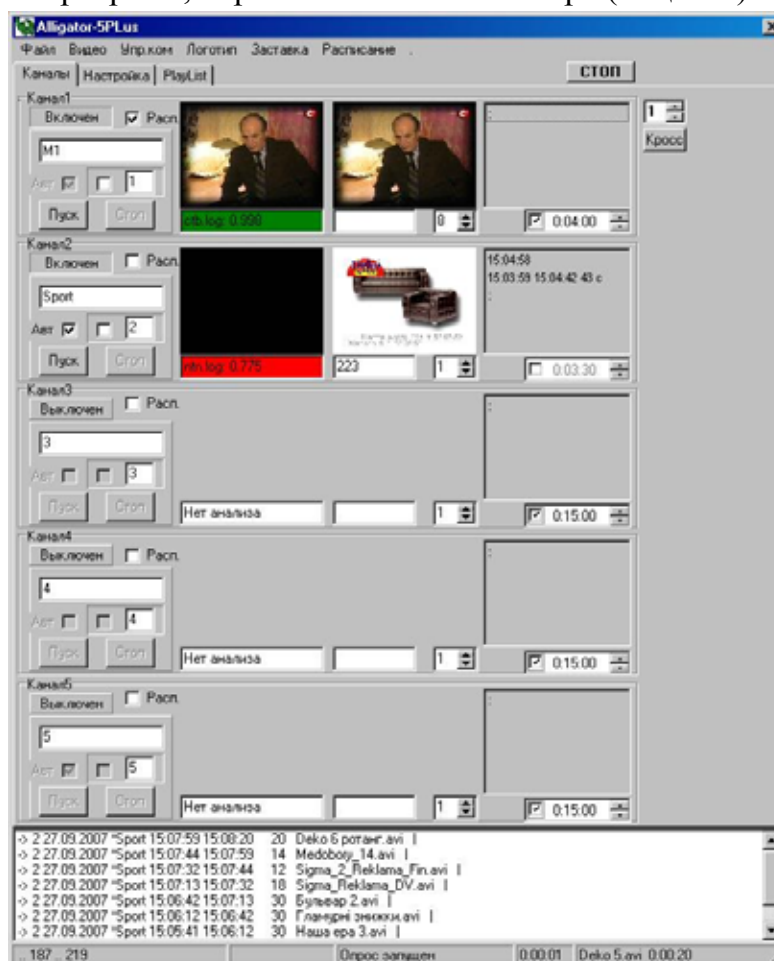 Alligator-5PLus
Файл Видео Упр.ком Логотип Заставка Расписание .
Каналы Настройка PlayList СТОП
Канал1
Включен Расп.
M1
Авт 1
Пуск Стоп
ctb.log: 0.998 8 0:04:00
:
1
Кросс
Канал2
Включен Расп.
Sport
Авт 2
Пуск Стоп
ntn.log: 0.775 223 1 0:03:30
15:04:58
15:03:59 15:04:42 43 с
:
Канал3
Выключен Расп.
3
Авт 3
Пуск Стоп
Нет анализа 1 0:15:00
:
Канал4
Выключен Расп.
4
Авт 4
Пуск Стоп
Нет анализа 1 0:15:00
:
Канал5
Выключен Расп.
5
Авт 5
Пуск Стоп
Нет анализа 1 0:15:00
:
-> 2 27.09.2007 "Sport 15:07:59 15:08:20 20 Deko 6 ротанг.avi |
-> 2 27.09.2007 "Sport 15:07:44 15:07:59 14 Medobory_14.avi |
-> 2 27.09.2007 "Sport 15:07:32 15:07:44 12 Sigma_2_Reklama_Fin.avi |
-> 2 27.09.2007 "Sport 15:07:13 15:07:32 18 Sigma_Reklama_DV.avi |
-> 2 27.09.2007 "Sport 15:06:42 15:07:13 30 Бульвар 2.avi |
-> 2 27.09.2007 "Sport 15:06:12 15:06:42 30 Гламурні знижки.avi |
-> 2 27.09.2007 "Sport 15:05:41 15:06:12 30 Наша ера 3.avi |
.. 187 .. 219 Опрос запущен 0:00:01 Deko 5.avi 0:00:20